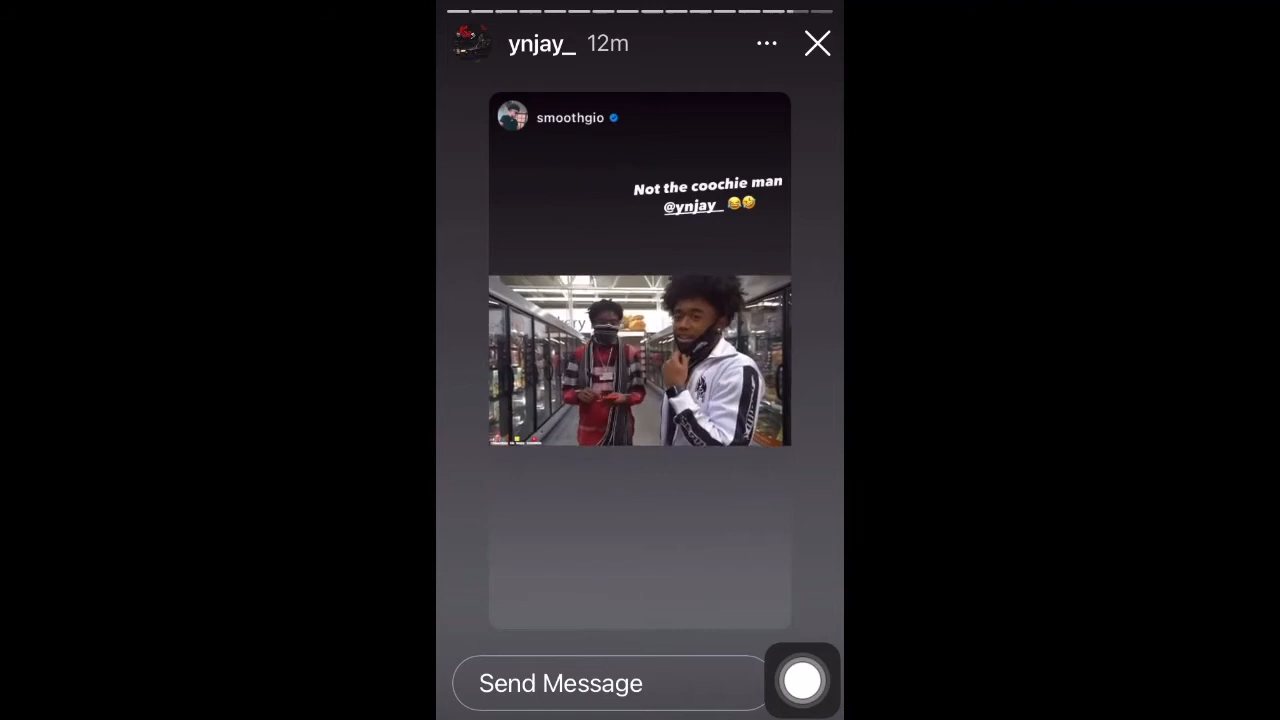 ynjay_ 12m
smoothgio
Not the coochie man
@ynjay_ 😂🤣
Send Message